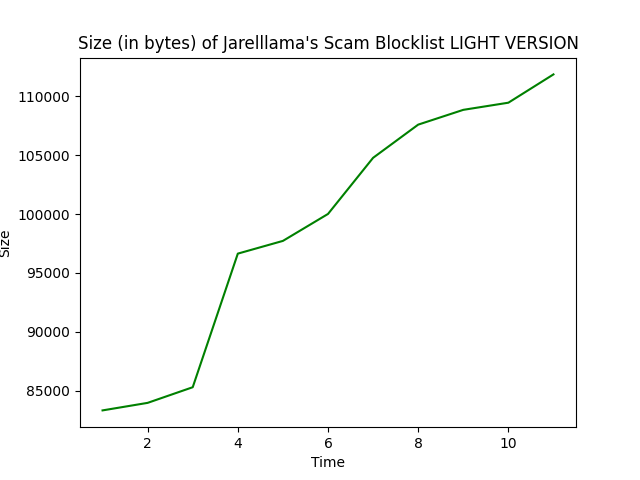 Size (in bytes) of Jarelllama's Scam Blocklist LIGHT VERSION
110000
105000
100000
95000
90000
85000
Size
2 4 6 8 10
Time